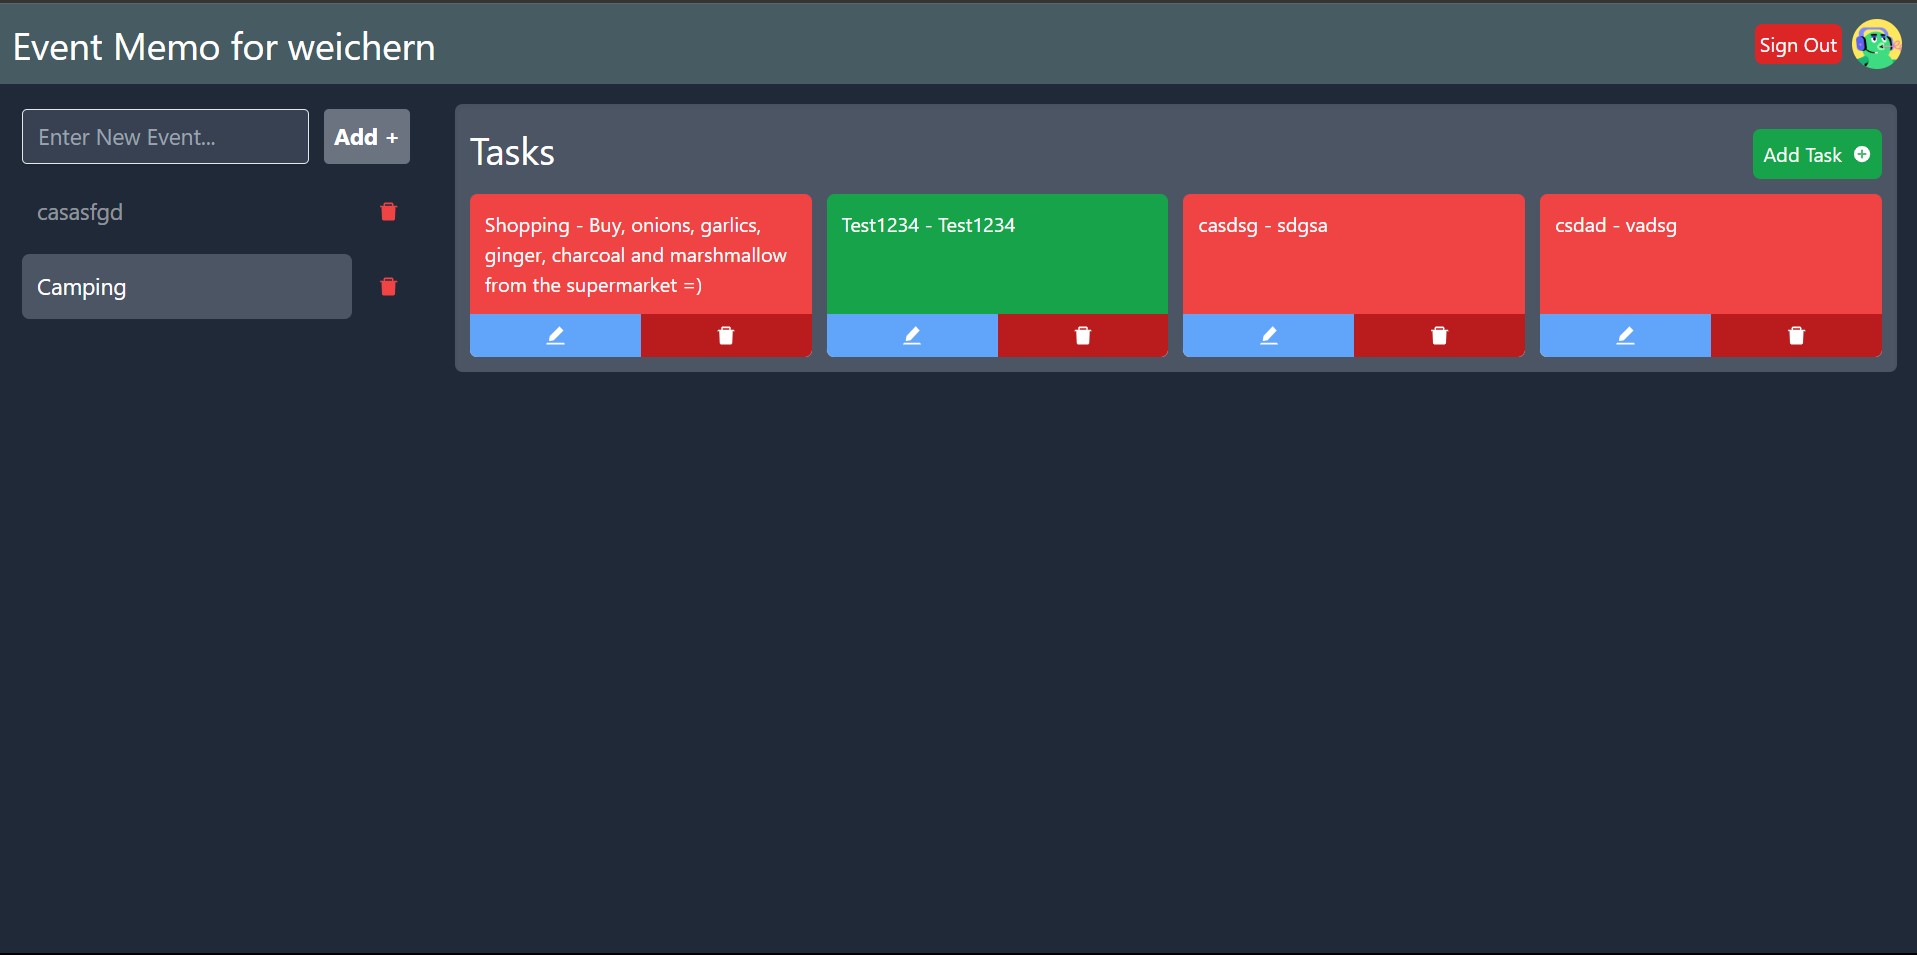 Event Memo for weichern
Sign Out
Enter New Event...
Add +
casasfgd
Camping
Tasks
Add Task
Shopping - Buy, onions, garlics,
ginger, charcoal and marshmallow
from the supermarket =)
Test1234 - Test1234
casdsg - sdgsa
csdad - vadsg